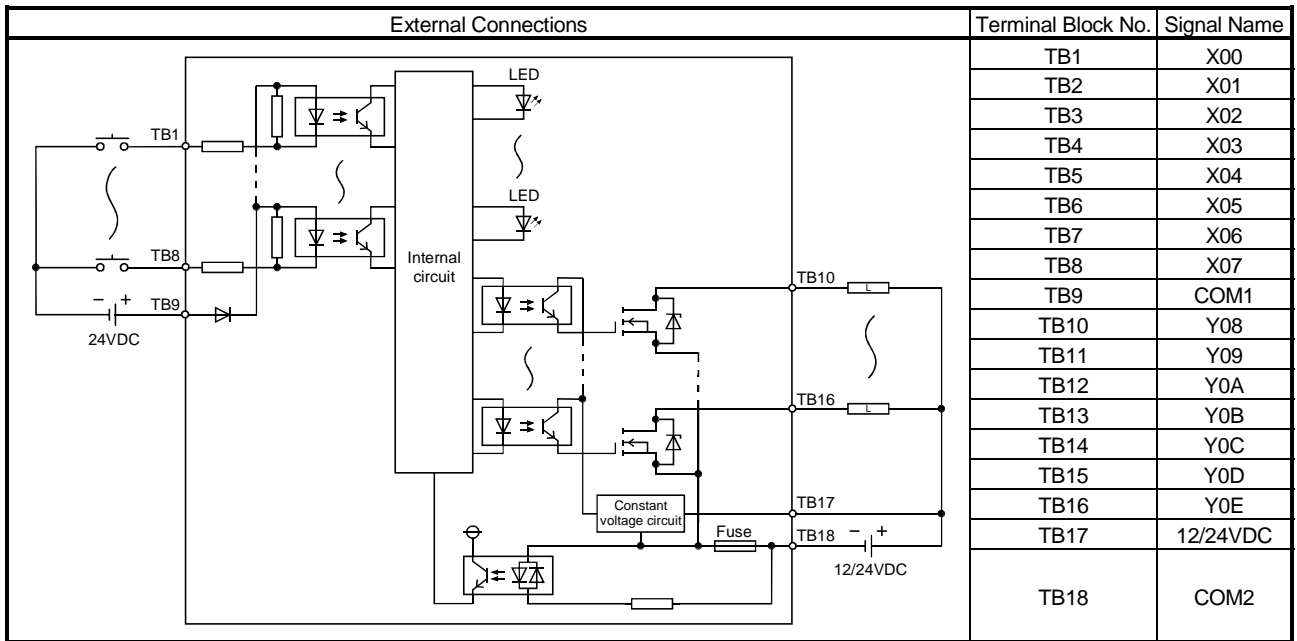 External Connections
Terminal Block No.
Signal Name
LED
TB1
LED
TB8
Internal
circuit
TB9
− +
24VDC
TB10
L
TB16
L
Constant
voltage circuit
TB17
Fuse
TB18
− +
12/24VDC
TB1 X00
TB2 X01
TB3 X02
TB4 X03
TB5 X04
TB6 X05
TB7 X06
TB8 X07
TB9 COM1
TB10 Y08
TB11 Y09
TB12 Y0A
TB13 Y0B
TB14 Y0C
TB15 Y0D
TB16 Y0E
TB17 12/24VDC
TB18 COM2